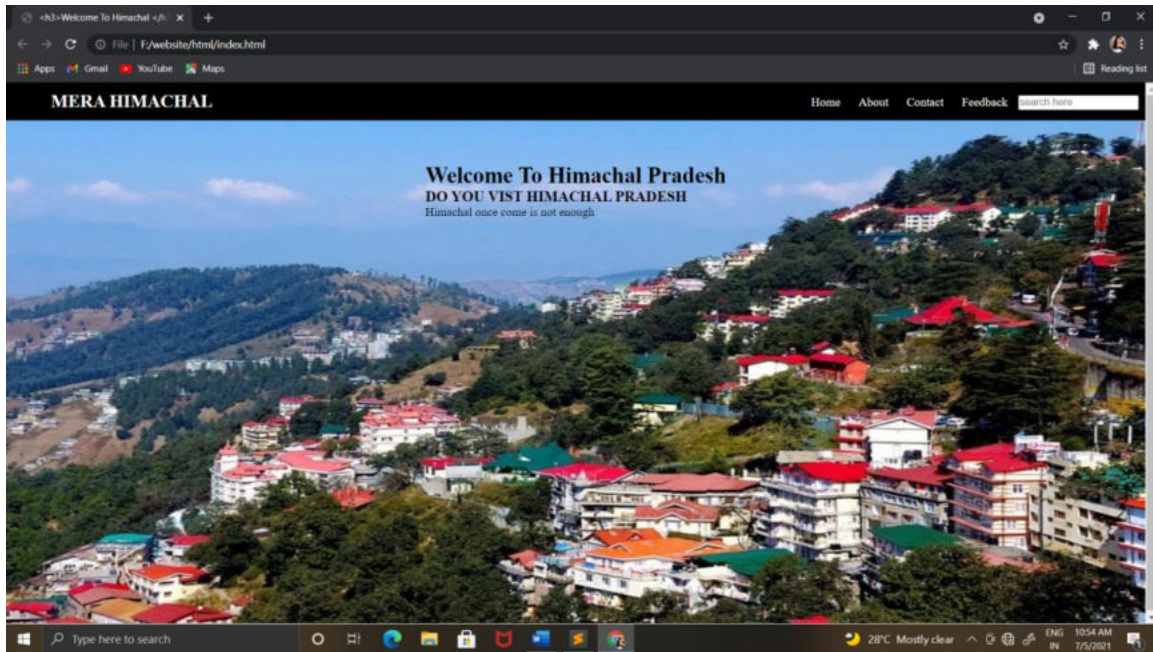 <h3>Welcome To Himachal </h
File | F:/website/html/index.html
Apps Gmail YouTube Maps Reading list
MERA HIMACHAL Home About Contact Feedback search here
Welcome To Himachal Pradesh
DO YOU VIST HIMACHAL PRADESH
Himachal once come is not enough
Type here to search 28°C Mostly clear ENG 10:54 AM
IN 7/5/2021